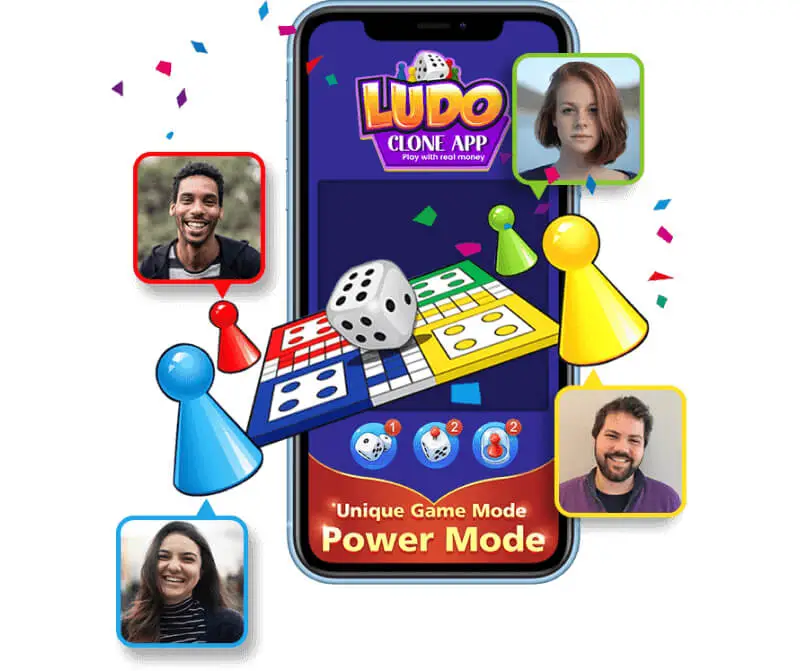 LUDO
CLONE APP
Play with real money
1
2
2
*Unique Game Mode
Power Mode